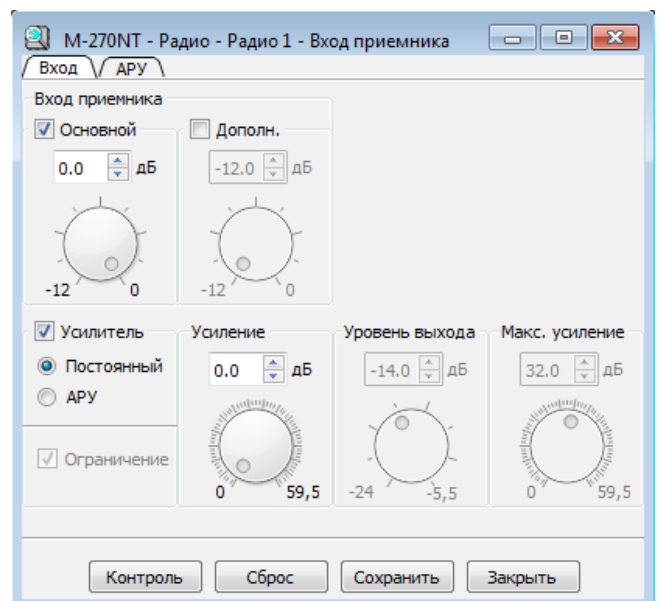 M-270NT - Радио - Радио 1 - Вход приемника
Вход АРУ
Вход приемника
Основной Дополн.
0.0 дБ -12.0 дБ
-12 0 -12 0
Усилитель Усиление Уровень выхода Макс. усиление
Постоянный 0.0 дБ -14.0 дБ 32.0 дБ
АРУ
Ограничение
0 59,5 -24 -5,5 0 59,5
Контроль Сброс Сохранить Закрыть